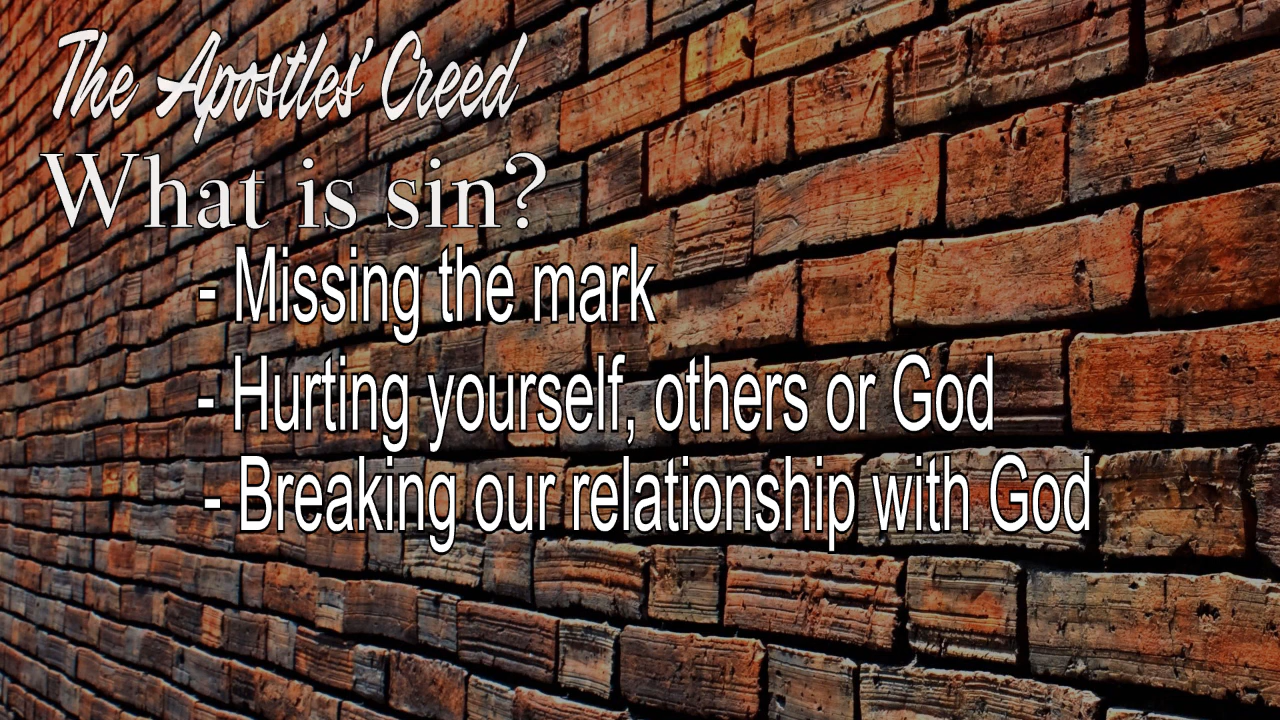 The Apostles' Creed
What is sin?
- Missing the mark
- Hurting yourself, others or God
- Breaking our relationship with God